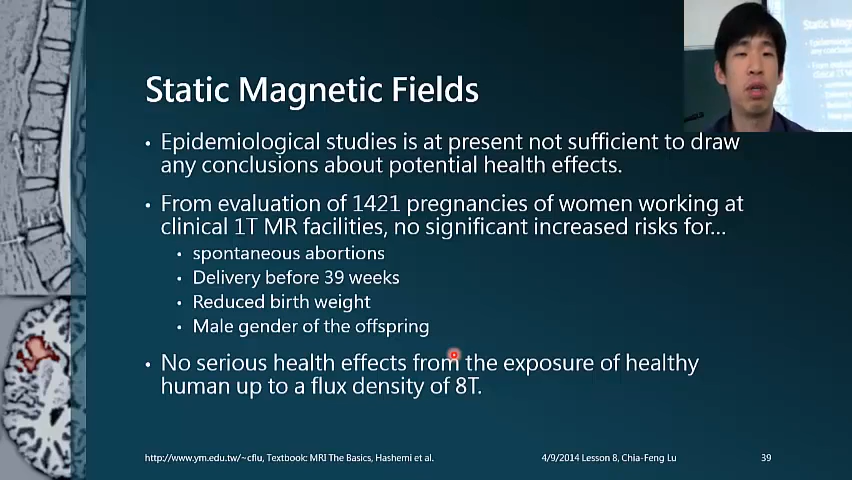 Static Magnetic Fields
• Epidemiological studies is at present not sufficient to draw
any conclusions about potential health effects.
• From evaluation of 1421 pregnancies of women working at
clinical 1T MR facilities, no significant increased risks for...
• spontaneous abortions
• Delivery before 39 weeks
• Reduced birth weight
• Male gender of the offspring
• No serious health effects from the exposure of healthy
human up to a flux density of 8T.
http://www.ym.edu.tw/~cflu, Textbook: MRI The Basics, Hashemi et al.
4/9/2014 Lesson 8, Chia-Feng Lu
39